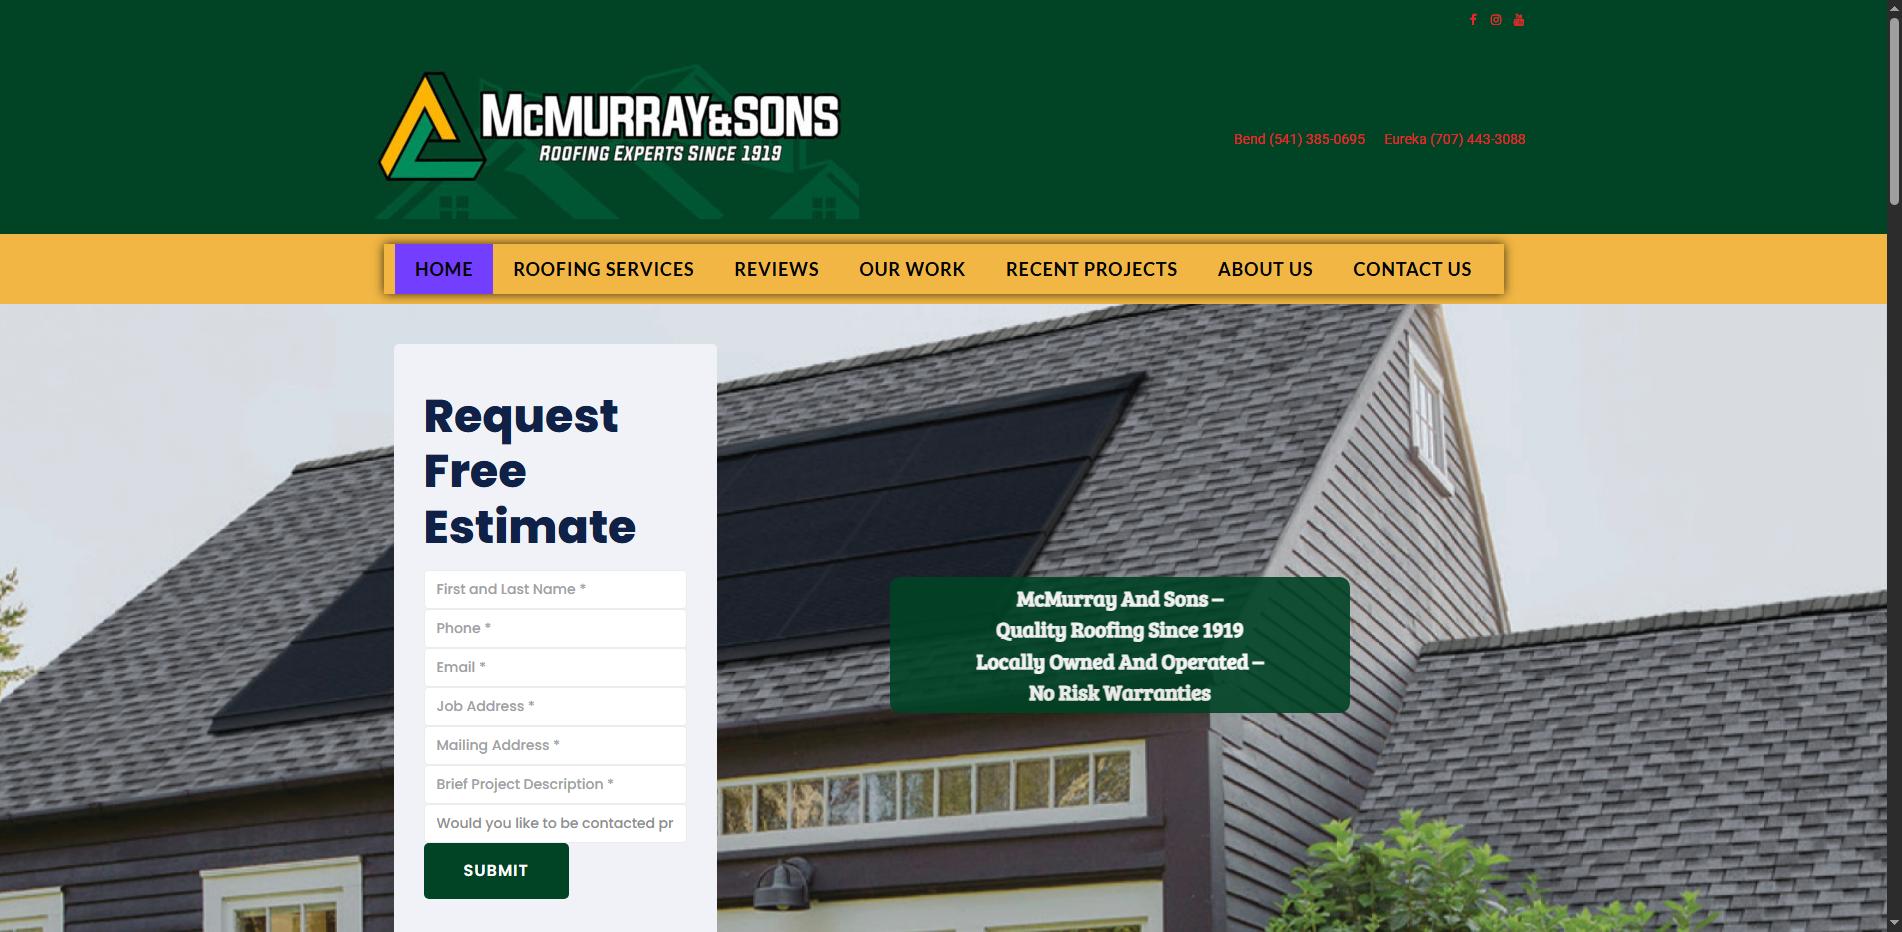 McMURRAY&SONS
ROOFING EXPERTS SINCE 1919
Bend (541) 385-0695 Eureka (707) 443-3088
HOME ROOFING SERVICES REVIEWS OUR WORK RECENT PROJECTS ABOUT US CONTACT US
Request
Free
Estimate
First and Last Name *
Phone *
Email *
Job Address *
Mailing Address *
Brief Project Description *
Would you like to be contacted pr
SUBMIT
McMurray And Sons –
Quality Roofing Since 1919
Locally Owned And Operated –
No Risk Warranties